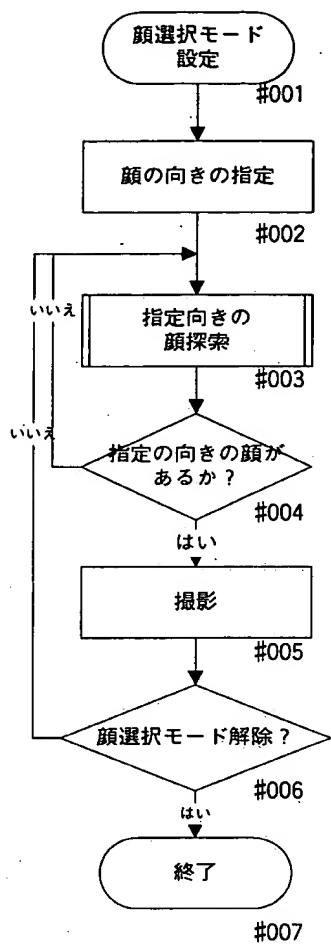 顔選択モード
設定
#001
顔の向きの指定
#002
いいえ
指定向きの
顔探索
#003
いいえ
指定の向きの顔が
あるか？
#004
はい
撮影
#005
顔選択モード解除？
#006
はい
終了
#007